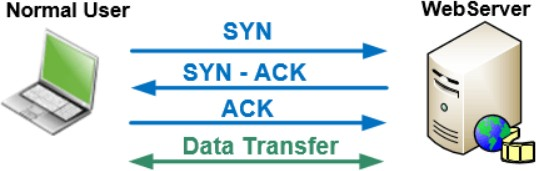 Normal User
WebServer
SYN
SYN - ACK
ACK
Data Transfer